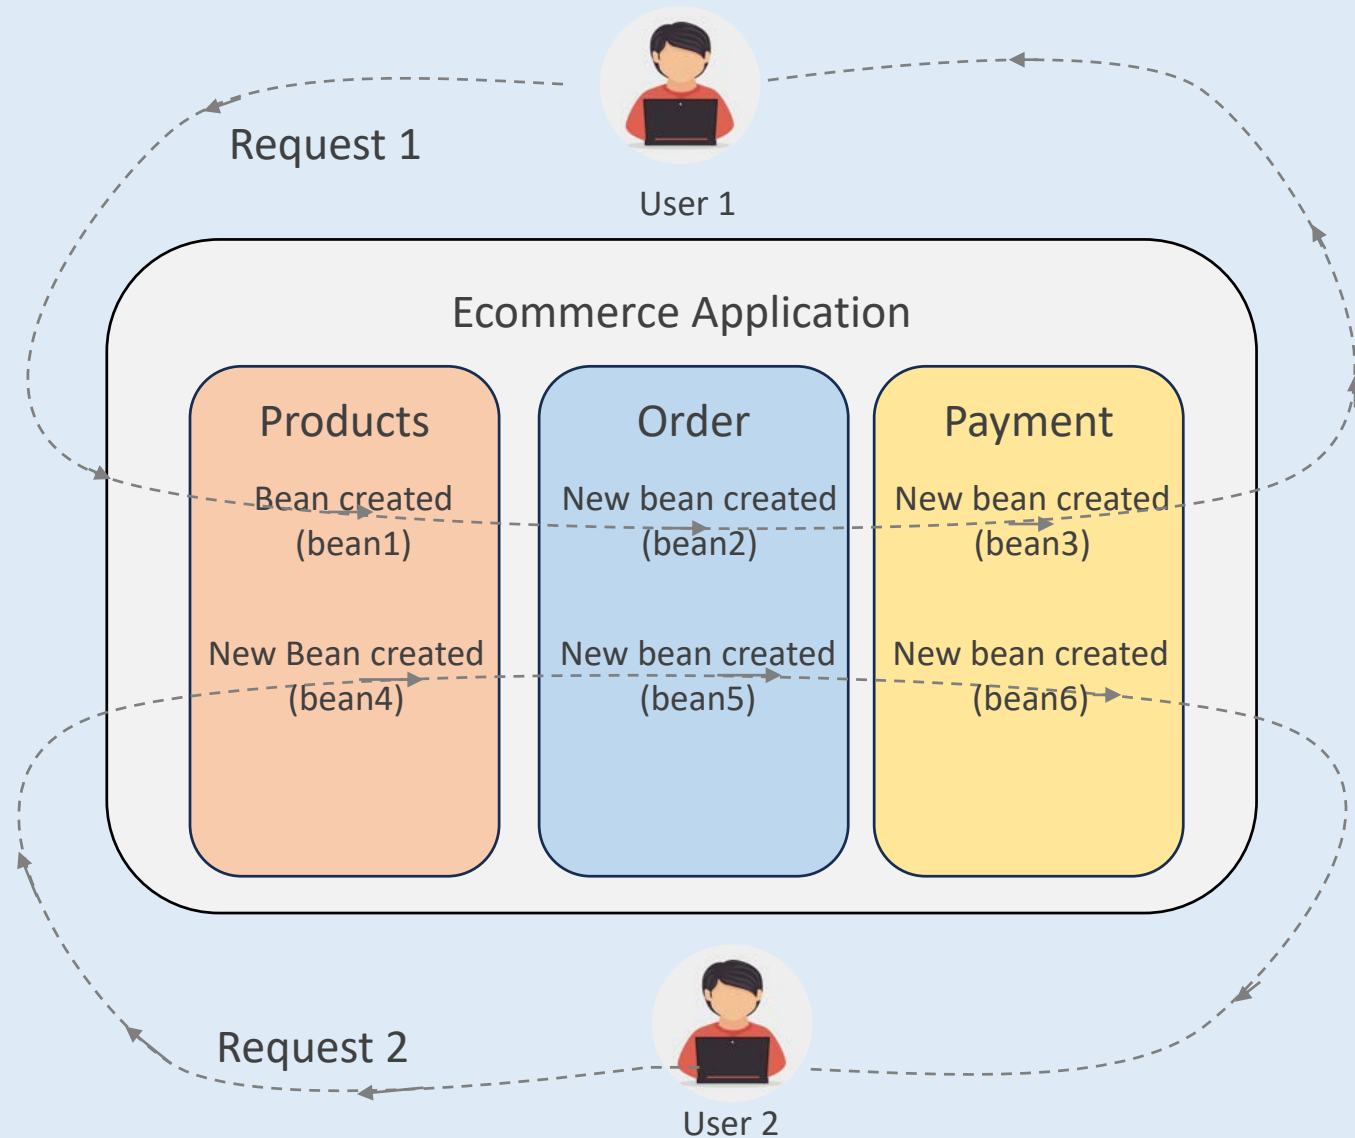 Request 1
User 1
Ecommerce Application
Products
Order
Payment
Bean created
(bean1)
New bean created
(bean2)
New bean created
(bean3)
New Bean created
(bean4)
New bean created
(bean5)
New bean created
(bean6)
Request 2
User 2